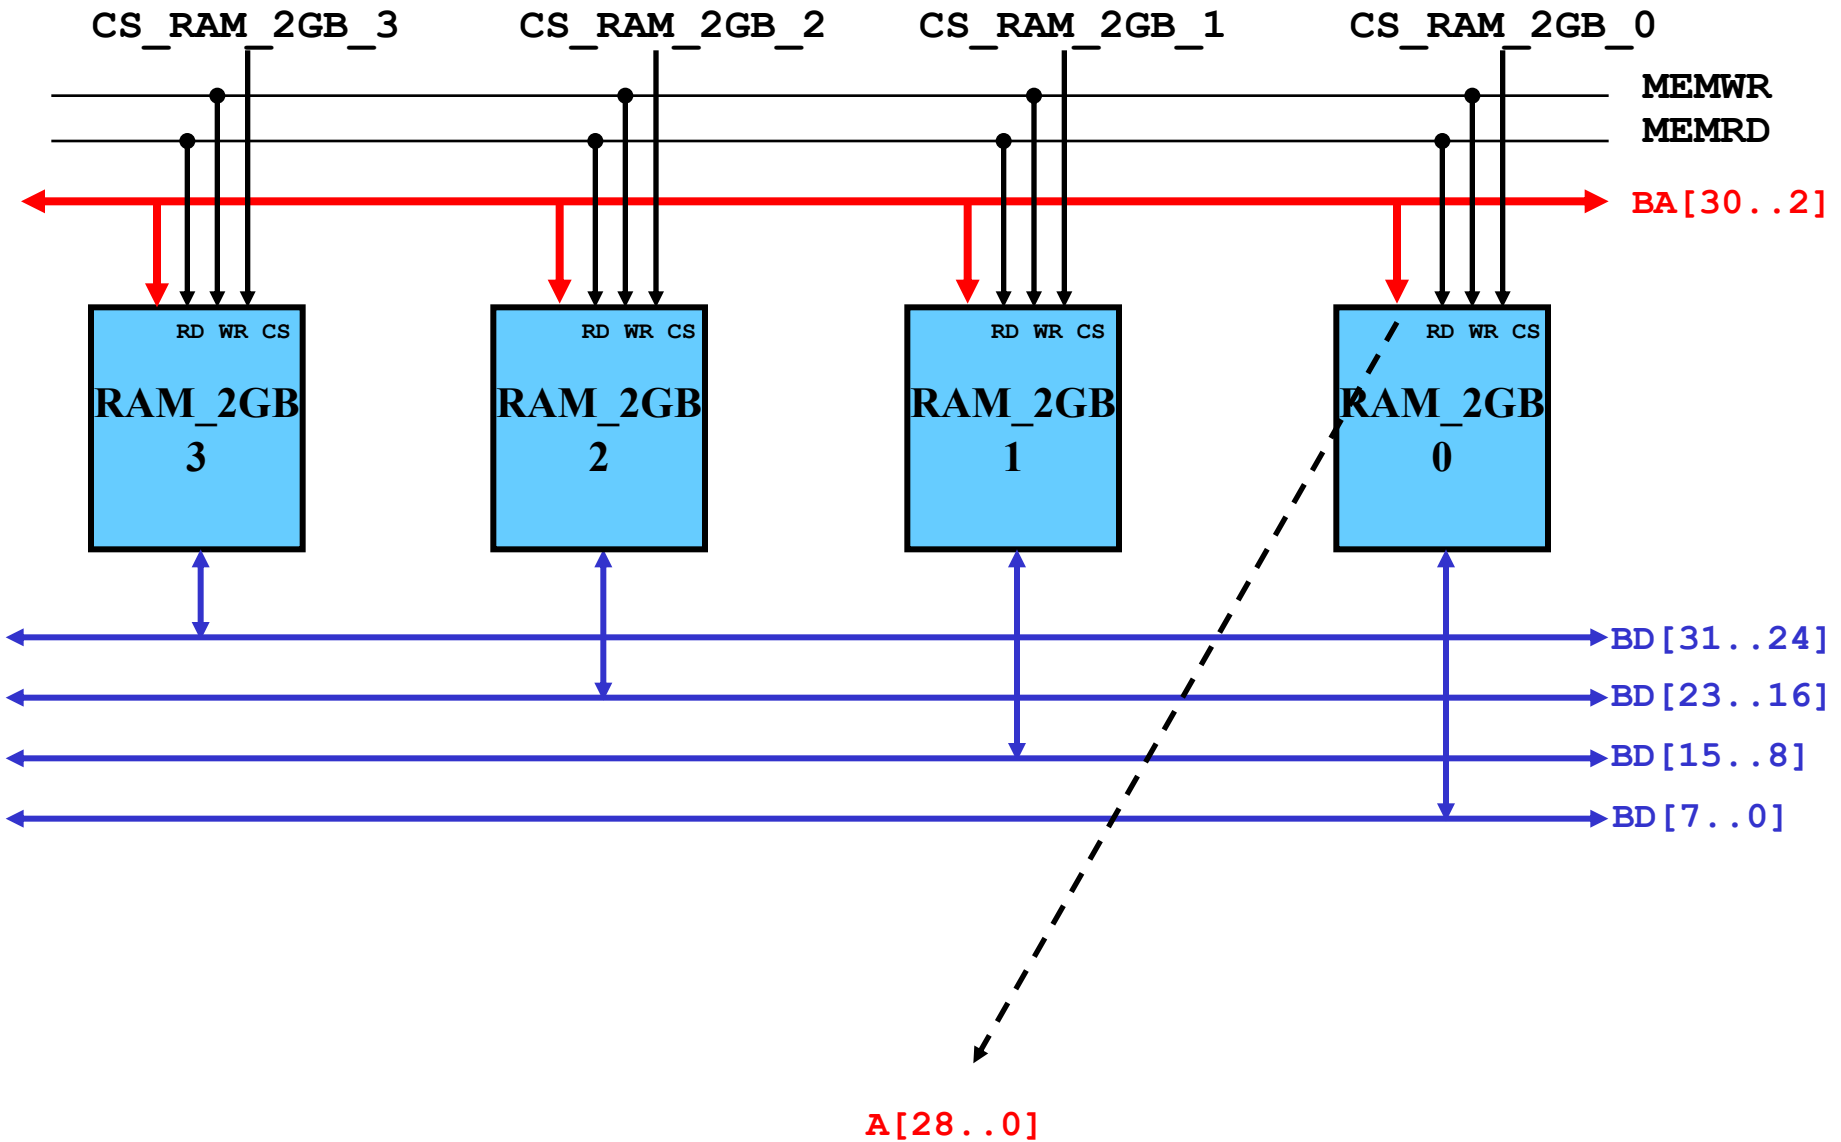 CS_RAM_2GB_3 CS_RAM_2GB_2 CS_RAM_2GB_1 CS_RAM_2GB_0
MEMWR
MEMRD
BA[30..2]
RD WR CS RD WR CS RD WR CS RD WR CS
RAM_2GB RAM_2GB RAM_2GB RAM_2GB
3 2 1 0
BD[31..24]
BD[23..16]
BD[15..8]
BD[7..0]
A[28..0]